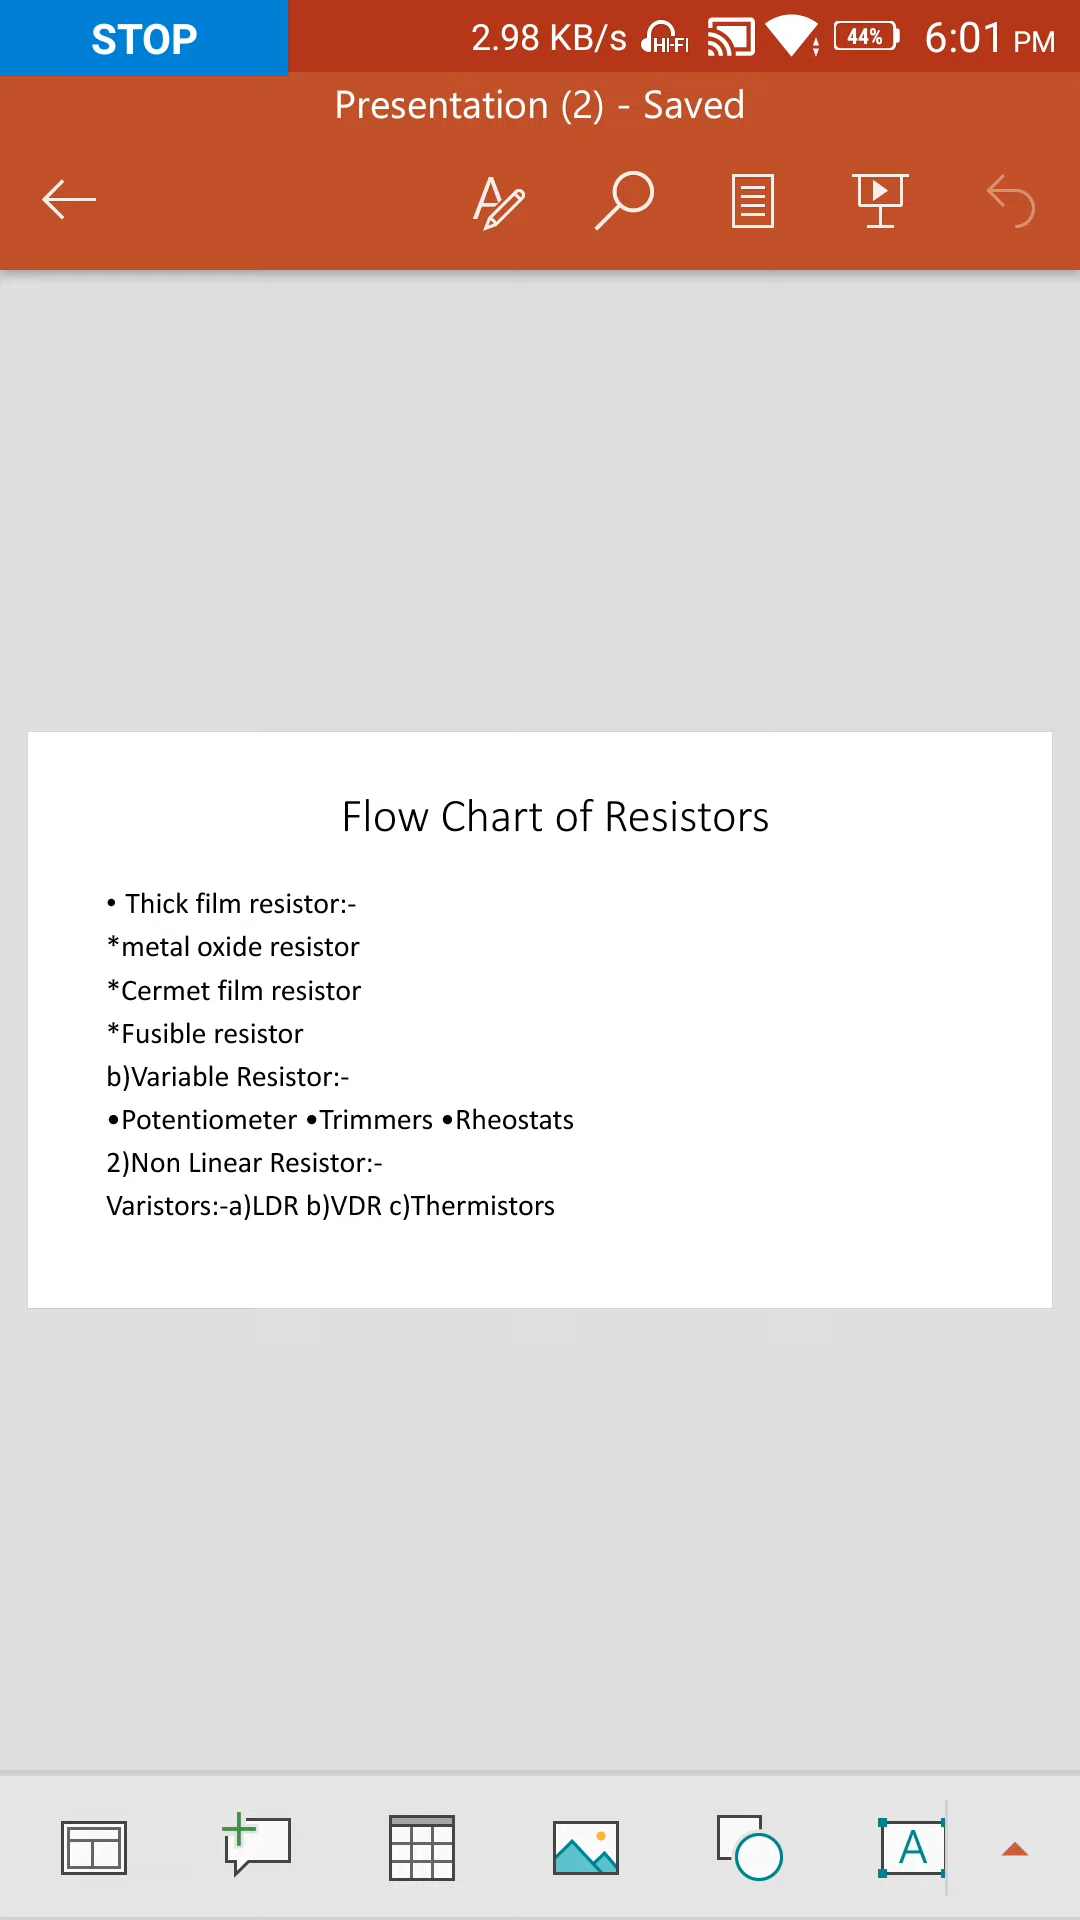 STOP
2.98 KB/s HI-FI 44% 6:01 PM
Presentation (2) - Saved
Flow Chart of Resistors
• Thick film resistor:-
*metal oxide resistor
*Cermet film resistor
*Fusible resistor
b)Variable Resistor:-
•Potentiometer •Trimmers •Rheostats
2)Non Linear Resistor:-
Varistors:-a)LDR b)VDR c)Thermistors